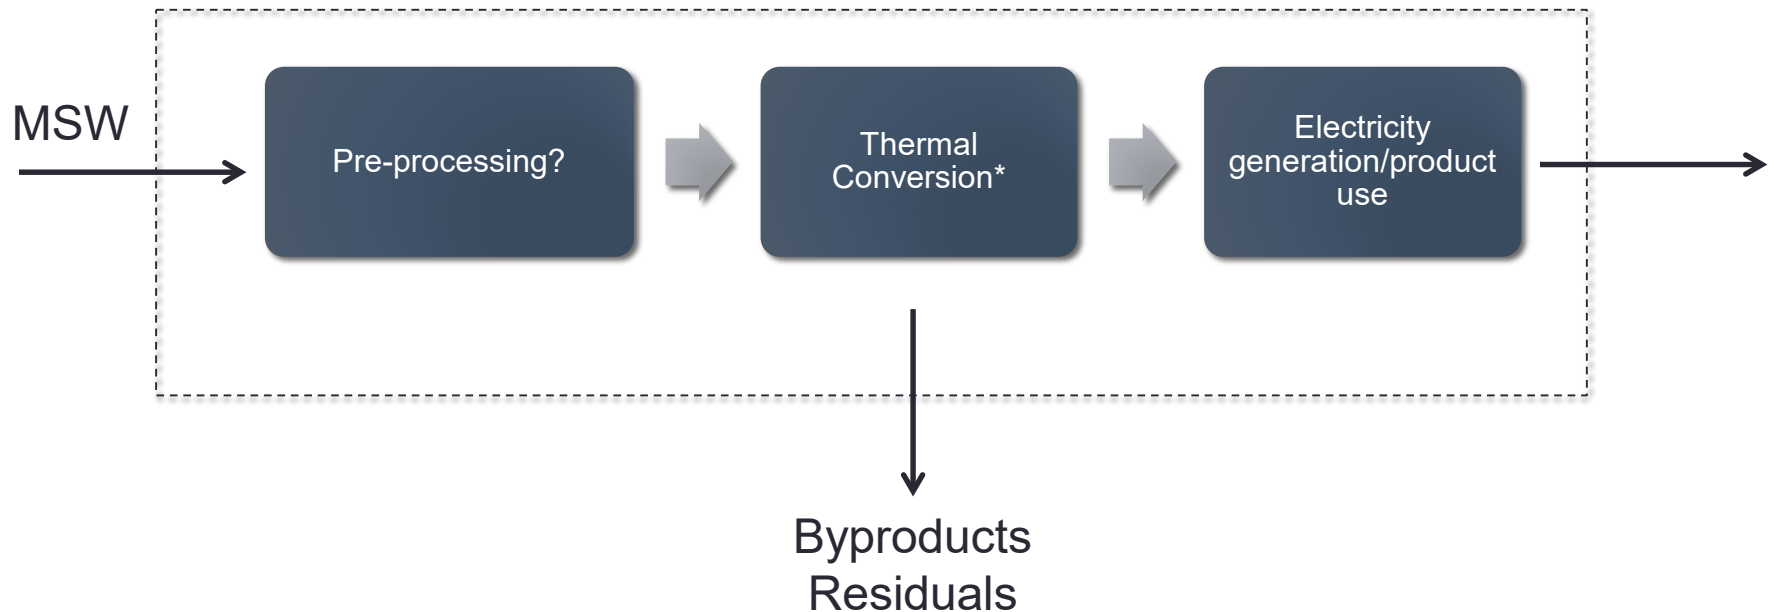 MSW
Pre-processing?
Thermal
Conversion*
Electricity
generation/product
use
Byproducts
Residuals